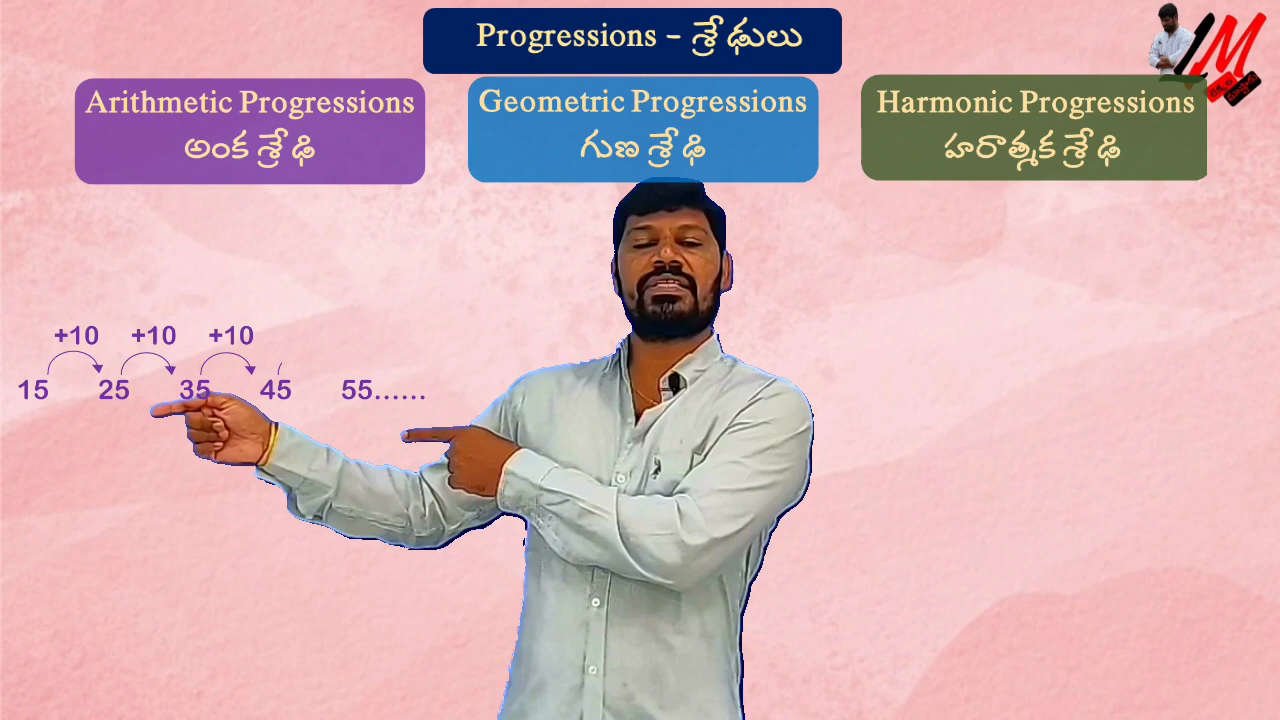 Progressions - శ్రేఢులు
Arithmetic Progressions
అంక శ్రేఢి
Geometric Progressions
గుణ శ్రేఢి
Harmonic Progressions
హరాత్మక శ్రేఢి
+10 +10 +10
15 25 35 45 55......